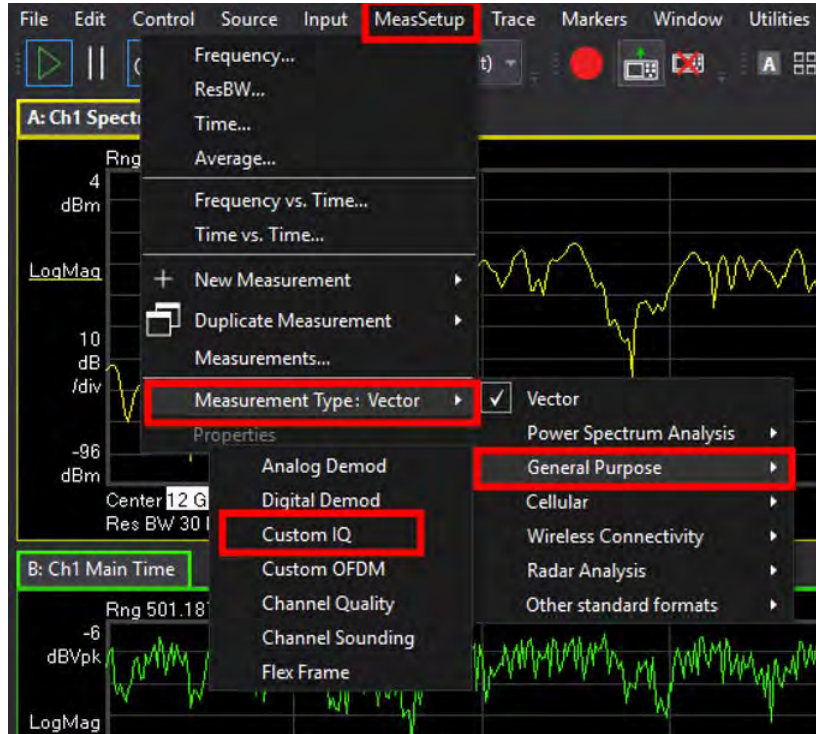 File Edit Control Source Input MeasSetup Trace Markers Window Utilities
Frequency...
t)
A
ResBW...
A: Ch1 Spect
Time...
Rng
Average...
4
dBm
Frequency vs. Time...
Time vs. Time...
LogMag
New Measurement
Duplicate Measurement
10
dB
/div
Measurements...
Measurement Type: Vector
Vector
Properties
Power Spectrum Analysis
-96
dBm
Analog Demod
General Purpose
Center 12 G
Digital Demod
Cellular
Res BW 30
Custom IQ
Wireless Connectivity
B: Ch1 Main Time
Custom OFDM
Radar Analysis
Rng 501.187
Channel Quality
Other standard formats
-6
dBVpk
Channel Sounding
Flex Frame
LogMag